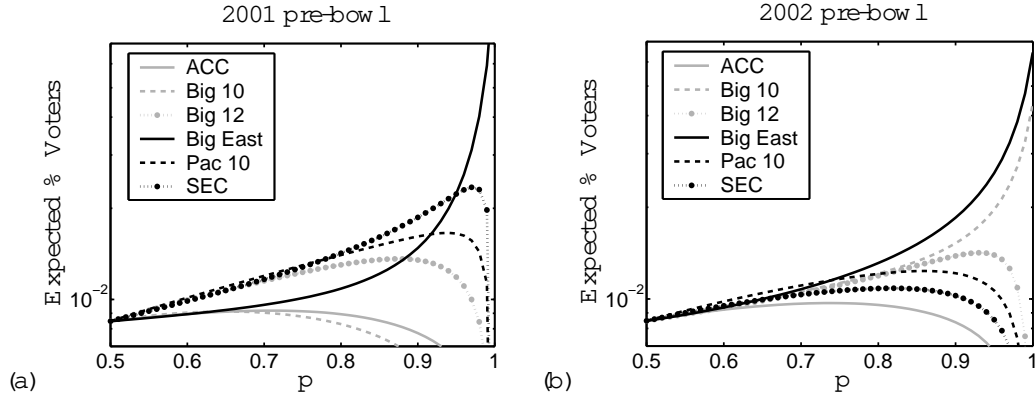 2001 pre-bowl
Expected % Voters
10−2
ACC
Big 10
Big 12
Big East
Pac 10
SEC
0.5 0.6 0.7 0.8 0.9 1
p
(a)
2002 pre-bowl
Expected % Voters
10−2
ACC
Big 10
Big 12
Big East
Pac 10
SEC
0.5 0.6 0.7 0.8 0.9 1
p
(b)